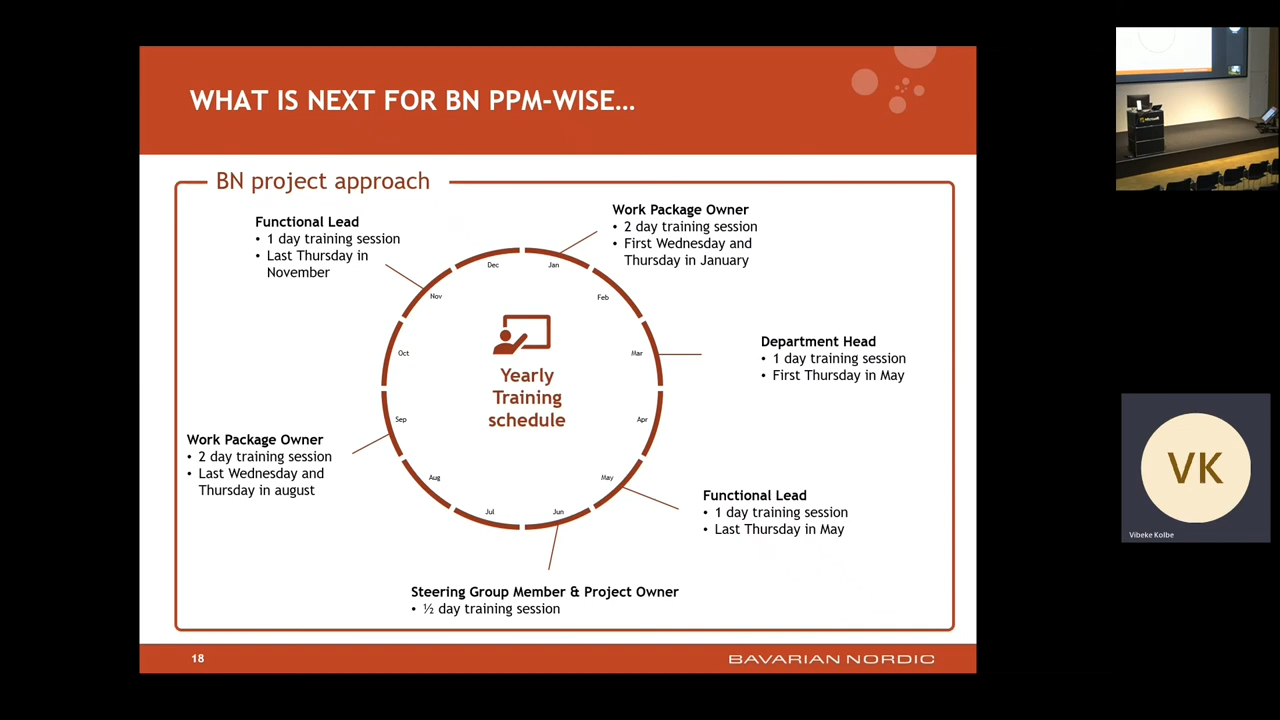 WHAT IS NEXT FOR BN PPM-WISE…
BN project approach
Functional Lead
• 1 day training session
• Last Thursday in
November
Work Package Owner
• 2 day training session
• First Wednesday and
Thursday in January
Department Head
• 1 day training session
• First Thursday in May
Functional Lead
• 1 day training session
• Last Thursday in May
Steering Group Member & Project Owner
• ½ day training session
Work Package Owner
• 2 day training session
• Last Wednesday and
Thursday in august
Jan
Feb
Mar
Apr
May
Jun
Jul
Aug
Sep
Oct
Nov
Dec
Yearly
Training
schedule
18
BAVARIAN NORDIC
Microsoft
VK
Vibeke Kolbe